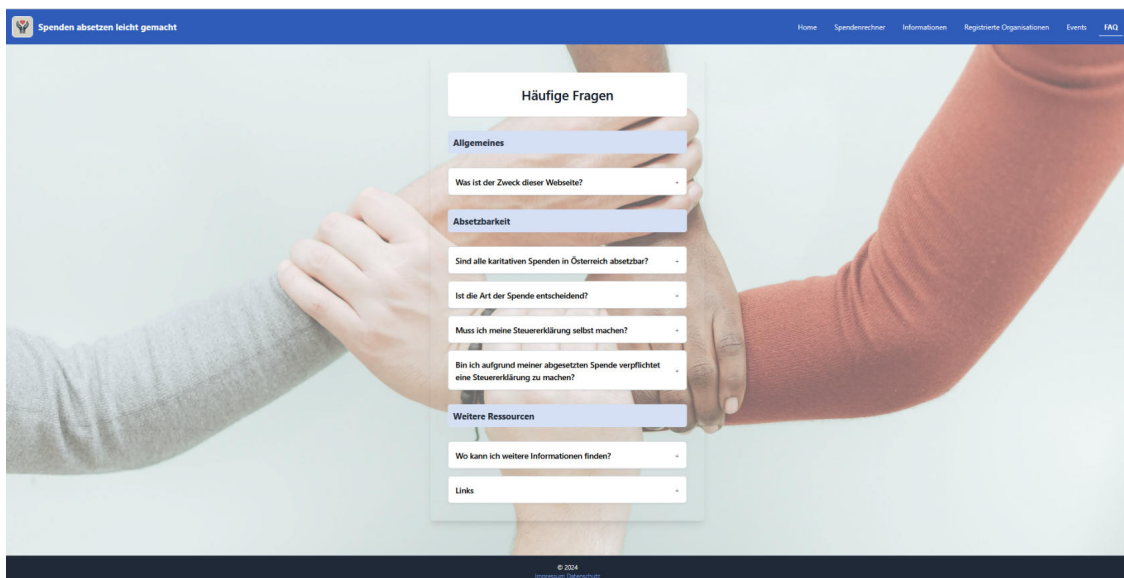 Spenden absetzen leicht gemacht
Home Spendenrechner Informationen Registrierte Organisationen Events FAQ
Häufige Fragen
Allgemeines
Was ist der Zweck dieser Webseite?
Absetzbarkeit
Sind alle karitativen Spenden in Österreich absetzbar?
Ist die Art der Spende entscheidend?
Muss ich meine Steuererklärung selbst machen?
Bin ich aufgrund meiner abgesetzten Spende verpflichtet
eine Steuererklärung zu machen?
Weitere Ressourcen
Wo kann ich weitere Informationen finden?
Links
© 2024
Impressum Datenschutz